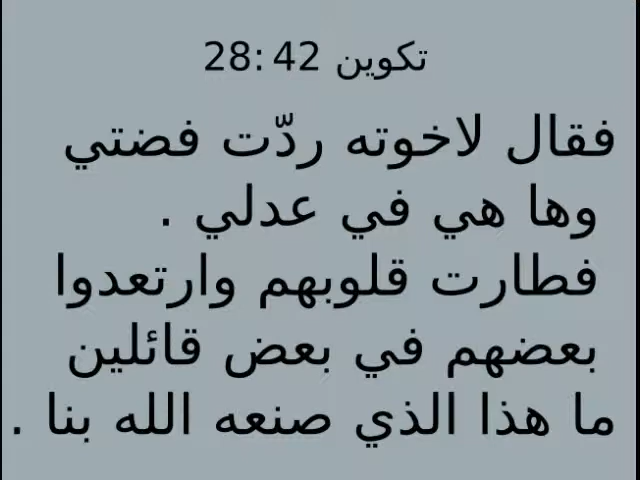 تكوين 42 :28
فقال لاخوته ردّت فضتي
وها هي في عدلي .
فطارت قلوبهم وارتعدوا
بعضهم في بعض قائلين
ما هذا الذي صنعه الله بنا .